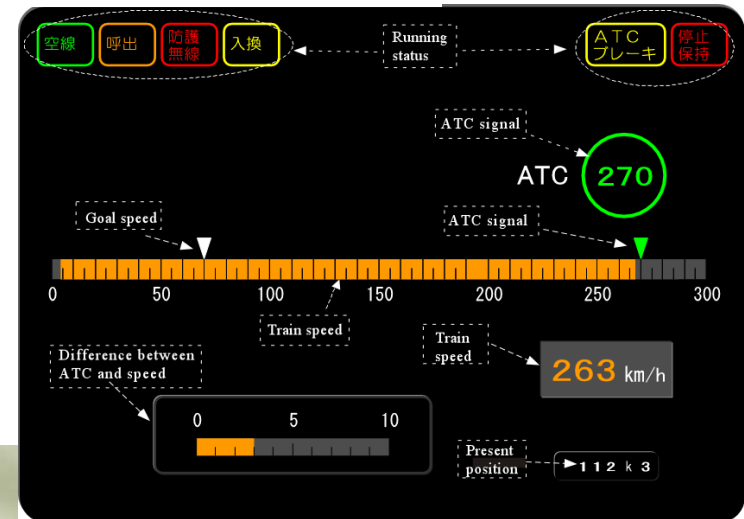 空線
呼出
防護
無線
入換
Running
status
ATC
ブレーキ
停止
保持
ATC signal
ATC
270
Goal speed
ATC signal
0 50 100 150 200 250 300
Train speed
Train
speed
263 km/h
Difference between
ATC and speed
0 5 10
Present
position
112 k 3